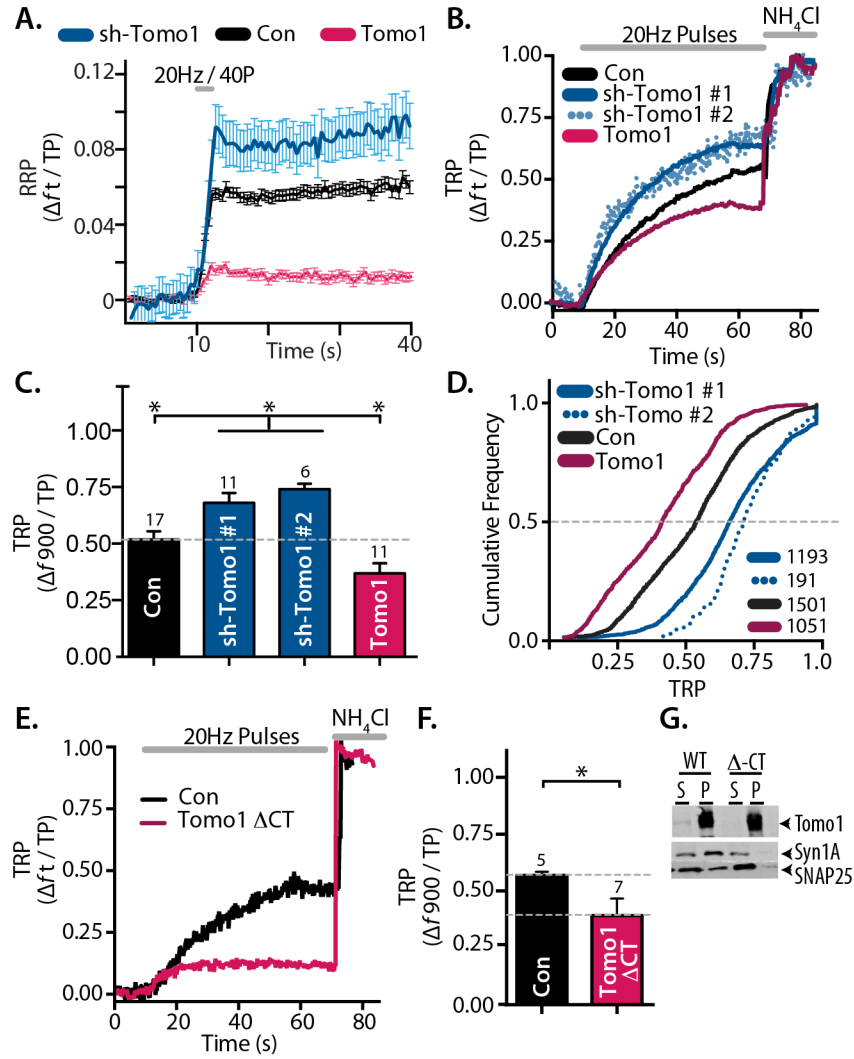 A.
sh-Tomo1 Con Tomo1
0.12
0.08
0.04
0
RRP
(Δft / TP)
20Hz / 40P
10 40
Time (s)
B.
20Hz Pulses NH4Cl
1.00
0.75
0.50
0.25
0.00
TRP
(Δft / TP)
Con
sh-Tomo1 #1
sh-Tomo1 #2
Tomo1
0 20 40 60 80
Time (s)
C.
* * *
1.00
0.75
0.50
0.25
0.00
TRP
(Δf900 / TP)
17 11 6 11
Con sh-Tomo1 #1 sh-Tomo1 #2 Tomo1
D.
sh-Tomo1 #1
sh-Tomo #2
Con
Tomo1
1.0
0.5
0.0
Cumulative Frequency
1193
191
1501
1051
0.25 0.50 0.75 1.0
TRP
E.
20Hz Pulses NH4Cl
1.00
0.75
0.50
0.25
0.00
TRP
(Δft / TP)
Con
Tomo1 ΔCT
0 20 40 60 80
Time (s)
F.
*
1.00
0.75
0.50
0.25
0.00
TRP
(Δf900 / TP)
5 7
Con Tomo1 ΔCT
G.
WT Δ-CT
S P S P
Tomo1
Syn1A
SNAP25